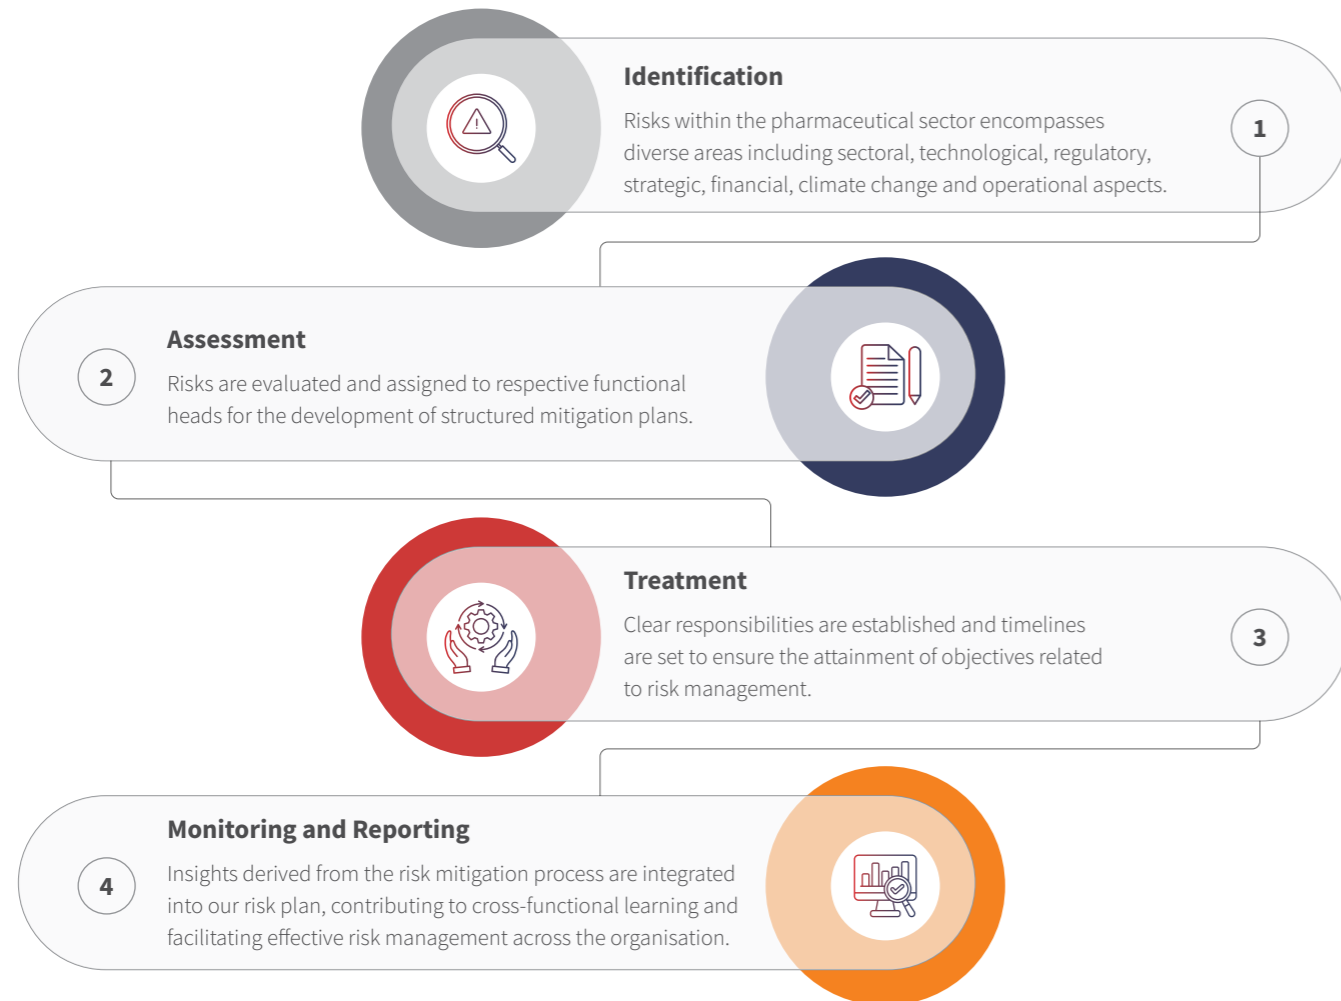 Identification
Risks within the pharmaceutical sector encompasses
diverse areas including sectoral, technological, regulatory,
strategic, financial, climate change and operational aspects.
1
Assessment
Risks are evaluated and assigned to respective functional
heads for the development of structured mitigation plans.
2
Treatment
Clear responsibilities are established and timelines
are set to ensure the attainment of objectives related
to risk management.
3
Monitoring and Reporting
Insights derived from the risk mitigation process are integrated
into our risk plan, contributing to cross-functional learning and
facilitating effective risk management across the organisation.
4